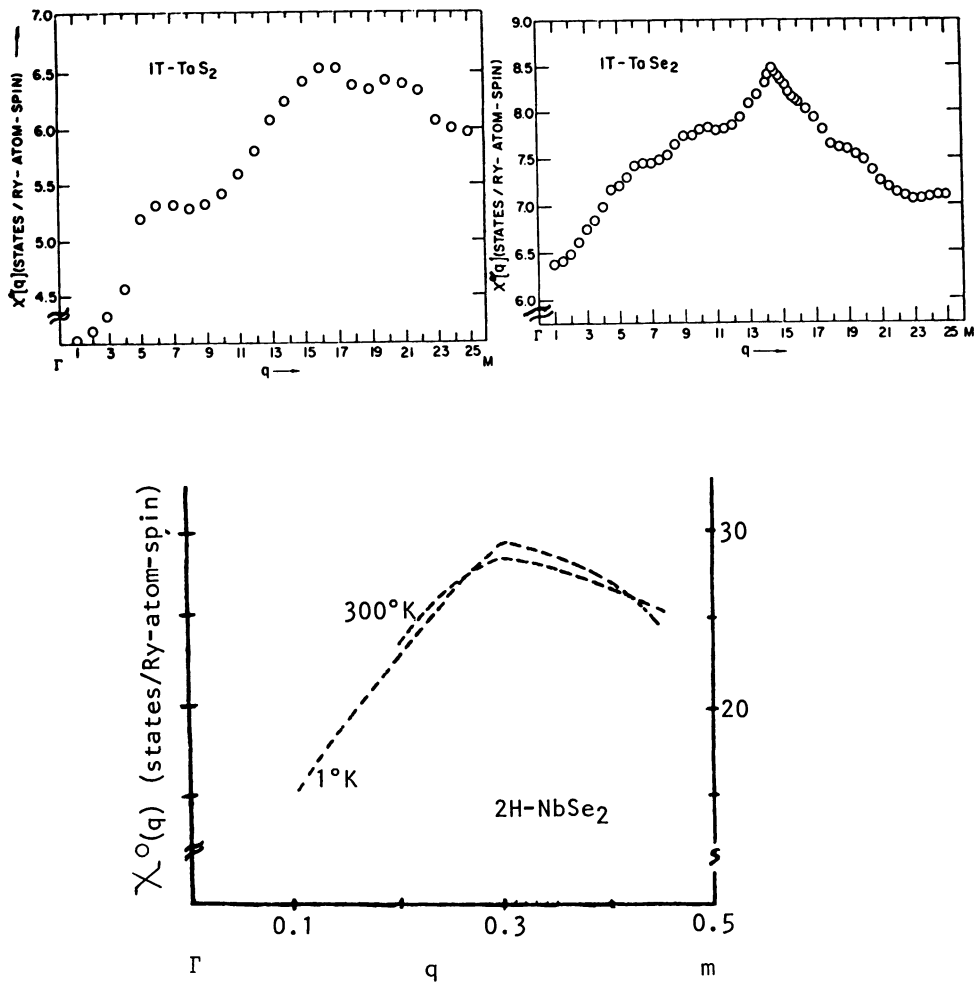 7.0
6.5
6.0
5.5
5.0
4.5
χ°[q](STATES / RY- ATOM-SPIN)
1T-TaS2
Γ 1 3 5 7 9 11 13 15 17 19 21 23 25 M
q
9.0
8.5
8.0
7.5
7.0
6.5
6.0
χ°[q](STATES / RY-ATOM-SPIN)
1T-TaSe2
Γ 1 3 5 7 9 11 13 15 17 19 21 23 25 M
q
χ°(q) (states/Ry-atom-spin)
30
20
300°K
1°K
2H-NbSe2
0.1 0.3 0.5
Γ q m